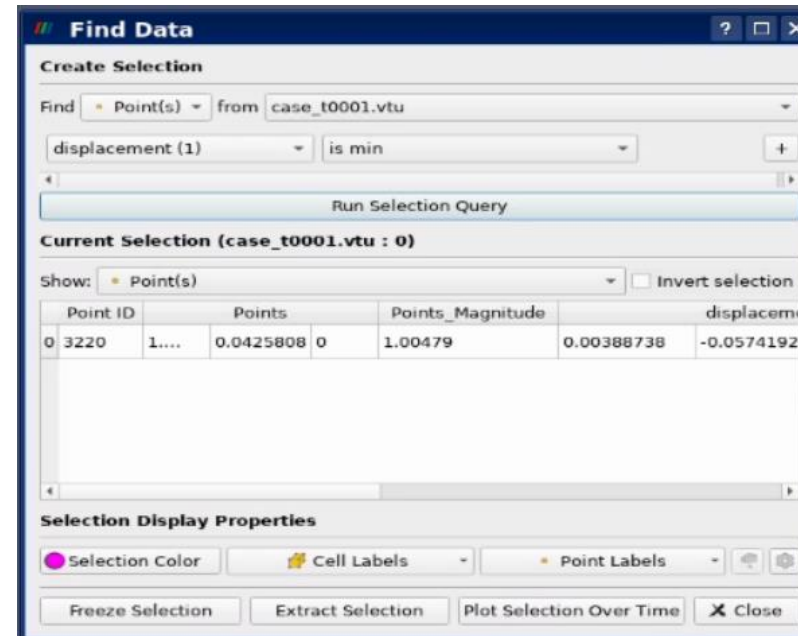 Find Data
Create Selection
Find Point(s) from case_t0001.vtu
displacement (1) is min +
Run Selection Query
Current Selection (case_t0001.vtu : 0)
Show: Point(s) Invert selection
Point ID Points Points_Magnitude displaceme
0 3220 1.... 0.0425808 0 1.00479 0.00388738 -0.0574192
Selection Display Properties
Selection Color Cell Labels Point Labels
Freeze Selection Extract Selection Plot Selection Over Time Close